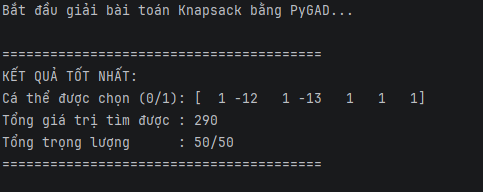 Bắt đầu giải bài toán Knapsack bằng PyGAD...
========================================
KẾT QUẢ TỐT NHẤT:
Cá thể được chọn (0/1): [  1 -12   1 -13   1   1   1]
Tổng giá trị tìm được : 290
Tổng trọng lượng      : 50/50
========================================